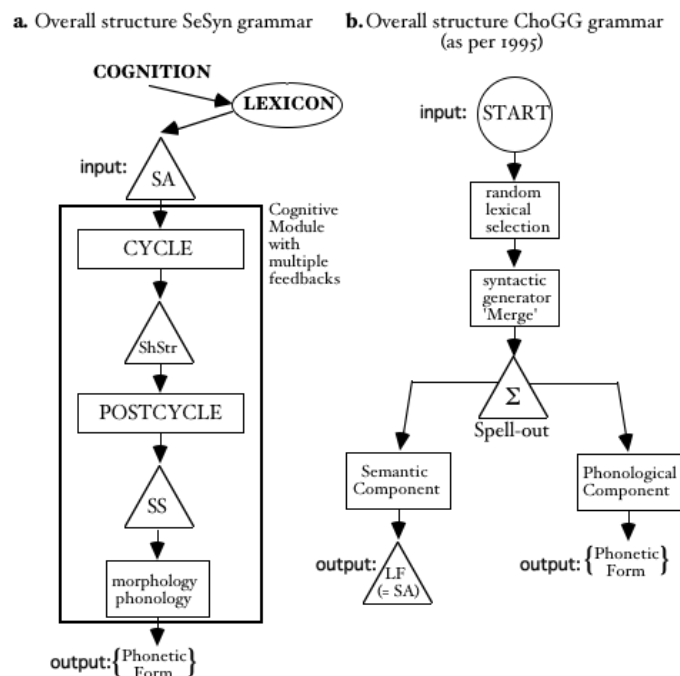 a. Overall structure SeSyn grammar
COGNITION
LEXICON
input:
SA
Cognitive
Module
with
multiple
feedbacks
CYCLE
ShStr
POSTCYCLE
SS
morphology
phonology
output:{Phonetic}
Form
b. Overall structure ChoGG grammar
(as per 1995)
input:
START
random
lexical
selection
syntactic
generator
'Merge'
Σ
Spell-out
Semantic
Component
Phonological
Component
output:
LF
(= SA)
output:{Phonetic}
Form